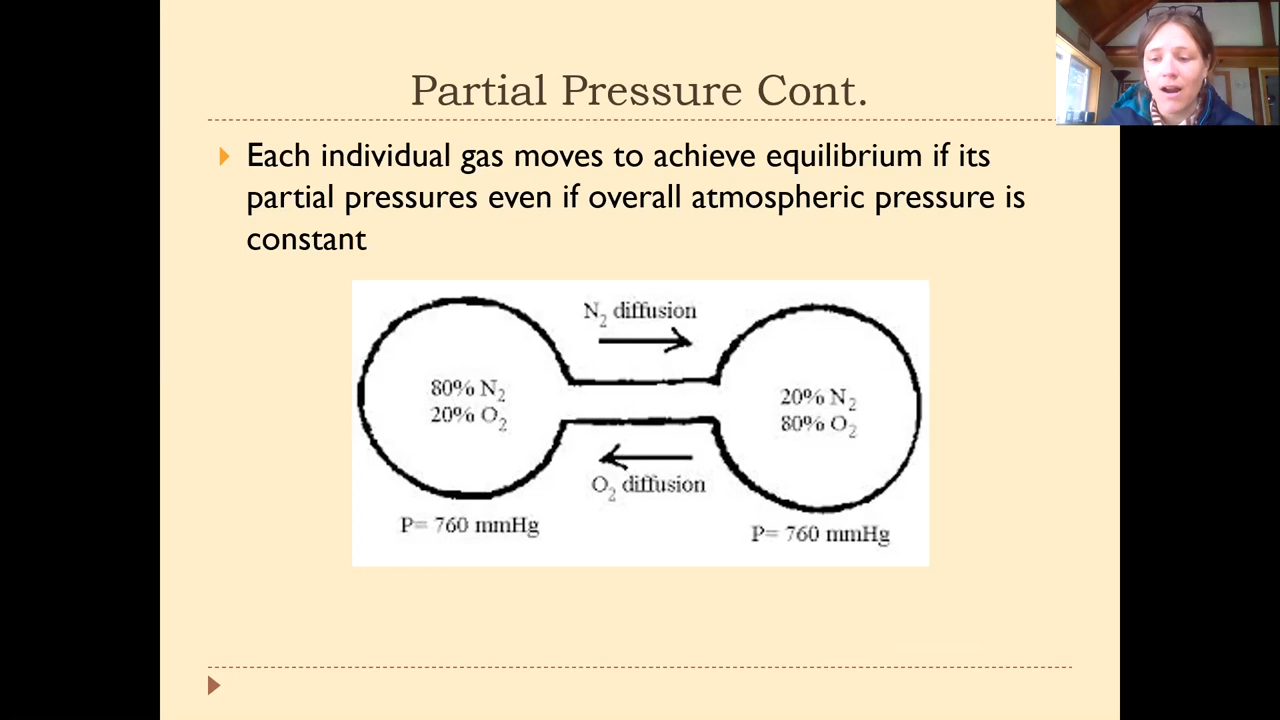 Partial Pressure Cont.
Each individual gas moves to achieve equilibrium if its
partial pressures even if overall atmospheric pressure is
constant
N2 diffusion
80% N2
20% O2
20% N2
80% O2
O2 diffusion
P= 760 mmHg
P= 760 mmHg